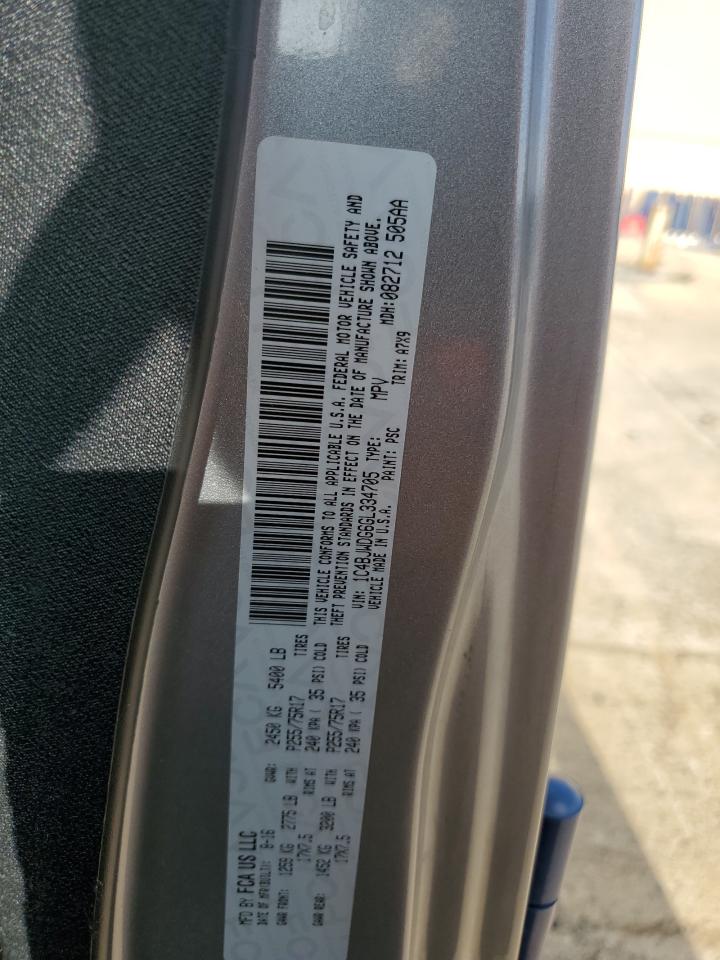 MFD BY FCA US LLC
DATE OF MFR(BUILT): 8-16 GWR: 2450 KG 5400 LB
GAWR FRONT: 1259 KG 2775 LB WITH P255/75R17 TIRES
17X7.5 RIMS AT 240 KPA ( 35 PSI) COLD
GAWR REAR: 1452 KG 3200 LB WITH P255/75R17 TIRES
17X7.5 RIMS AT 240 KPA ( 35 PSI) COLD
THIS VEHICLE CONFORMS TO ALL APPLICABLE U.S.A. FEDERAL MOTOR VEHICLE SAFETY AND
THEFT PREVENTION STANDARDS IN EFFECT ON THE DATE OF MANUFACTURE SHOWN ABOVE.
VIN: 1C4BJWDG6GL334705 TYPE: MPV MDH:082712 505AA
VEHICLE MADE IN U.S.A. PAINT: PSC TRIM: A7X9